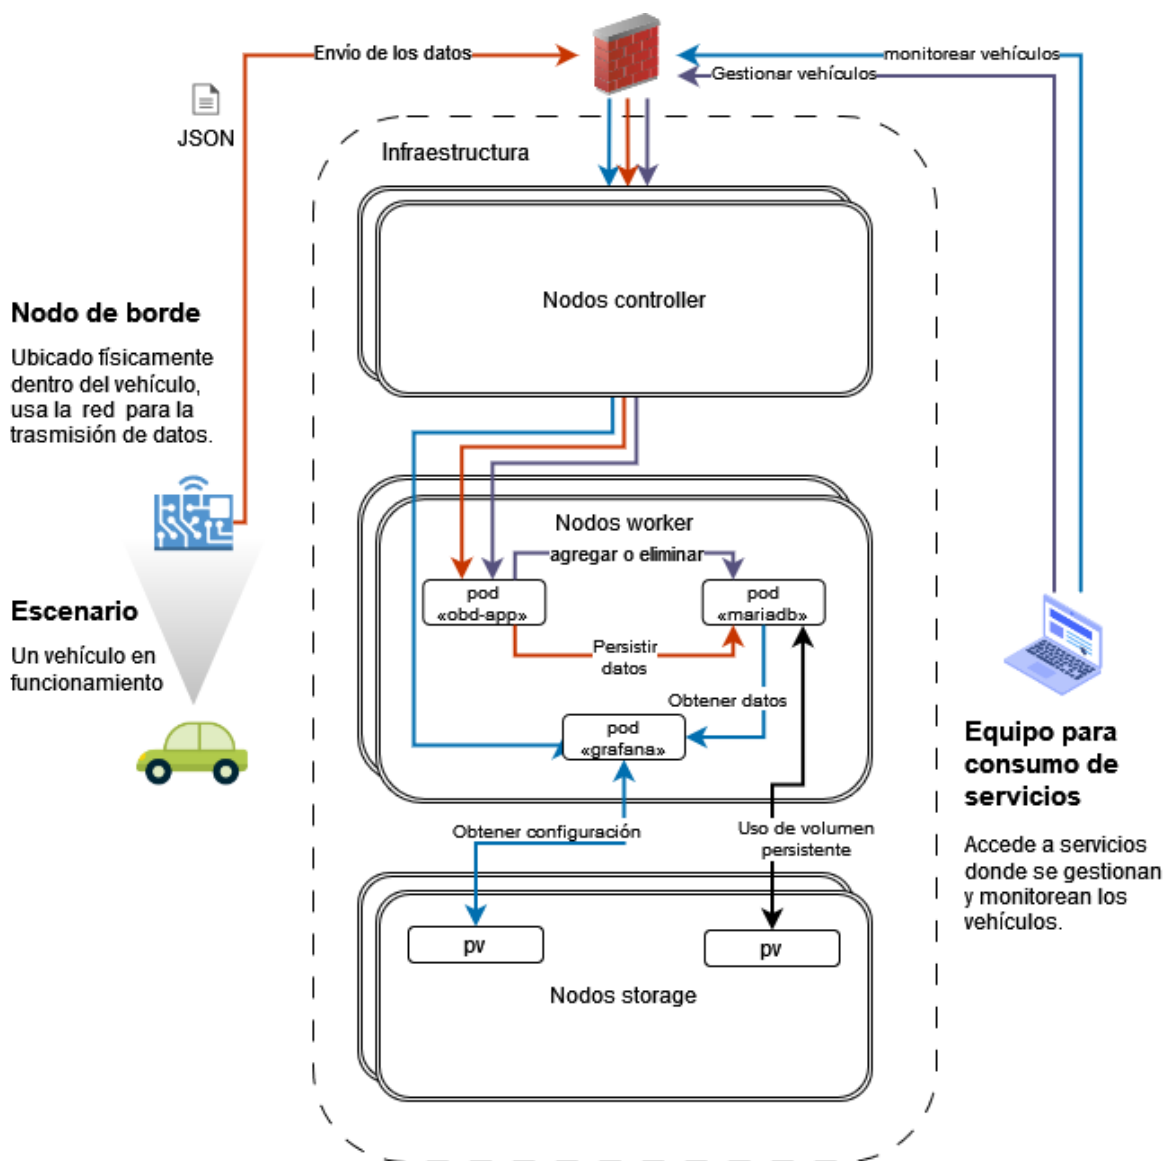 Envío de los datos
monitorear vehículos
Gestionar vehículos
JSON
Infraestructura
Nodos controller
Nodo de borde
Ubicado físicamente
dentro del vehículo,
usa la red para la
trasmisión de datos.
Nodos worker
agregar o eliminar
pod
«obd-app»
pod
«mariadb»
Persistir
datos
Obtener datos
pod
«grafana»
Escenario
Un vehículo en
funcionamiento
Equipo para
consumo de
servicios
Accede a servicios
donde se gestionan
y monitorean los
vehículos.
Obtener configuración
Uso de volumen
persistente
pv
pv
Nodos storage